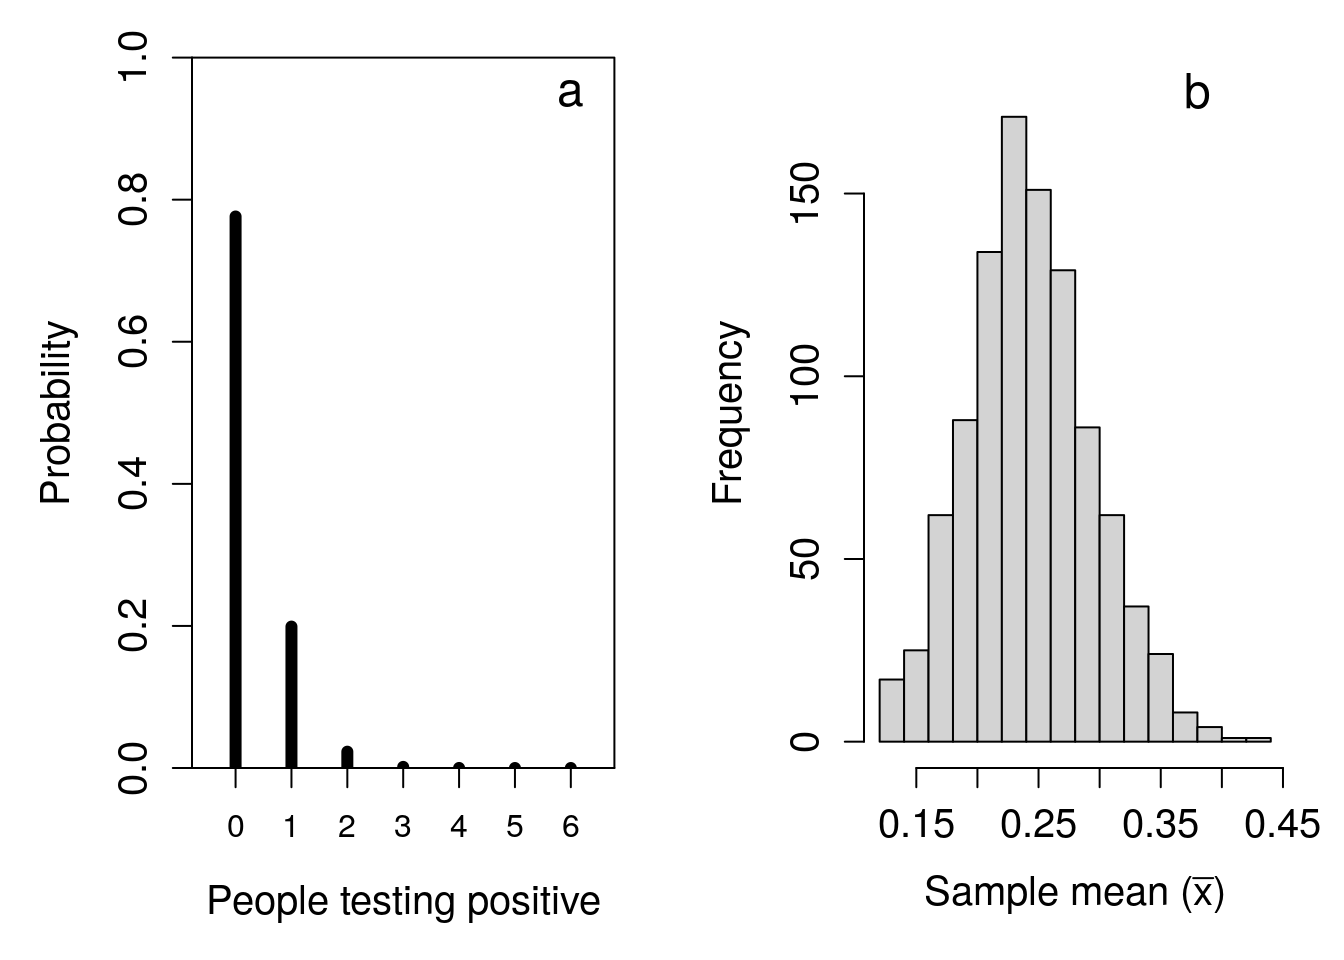 a
Probability
1.0
0.8
0.6
0.4
0.2
0.0
0 1 2 3 4 5 6
People testing positive
b
Frequency
150
100
50
0
0.15 0.25 0.35 0.45
Sample mean (x̅)